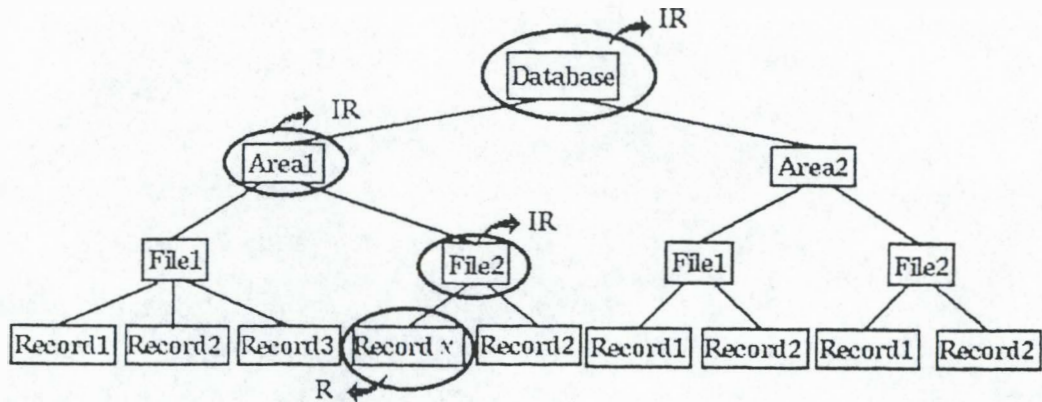 IR
Database
IR
Area1
Area2
IR
File1
File2
File1
File2
Record1 Record2 Record3 Record x Record2 Record1 Record2 Record1 Record2
R